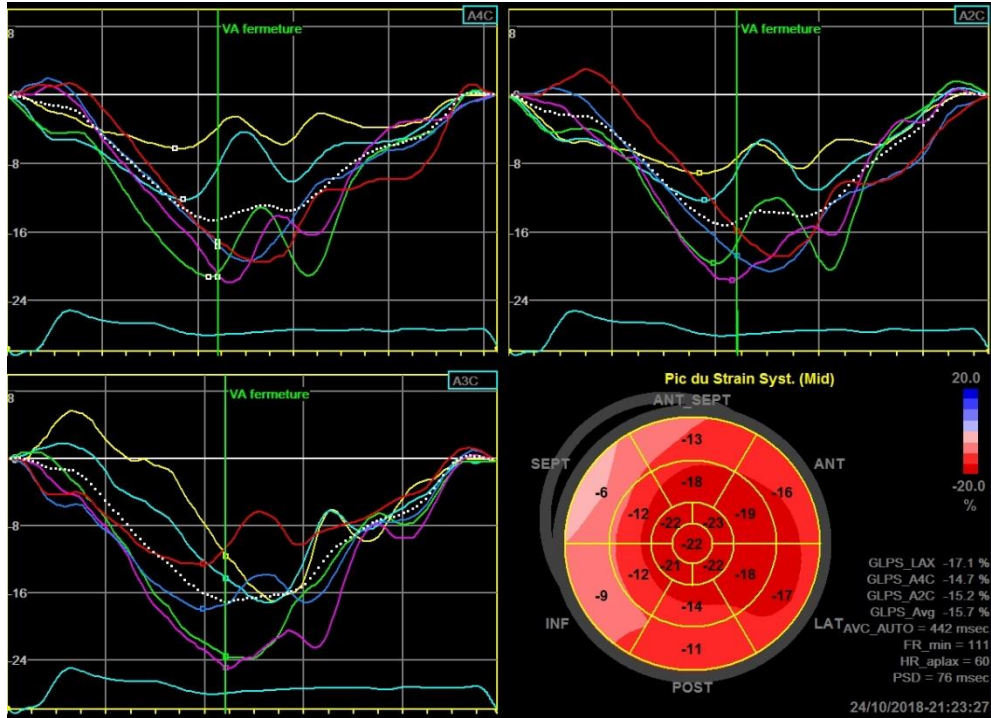 A4C
8
VA fermeture
-8
-16
-24
A2C
8
VA fermeture
-8
-16
-24
A3C
8
VA fermeture
-8
-16
-24
Pic du Strain Syst. (Mid)
ANT_SEPT
20.0
SEPT
ANT
-13
-6
-16
-18
-20.0
%
-12
-22
-23
-19
-22
-12
-21
-22
-18
-9
-14
-17
INF
-11
LAT
POST
GLPS_LAX -17.1 %
GLPS_A4C -14.7 %
GLPS_A2C -15.2 %
GLPS_Avg -15.7 %
AVC_AUTO = 442 msec
FR_min = 111
HR_aplax = 60
PSD = 76 msec
24/10/2018-21:23:27